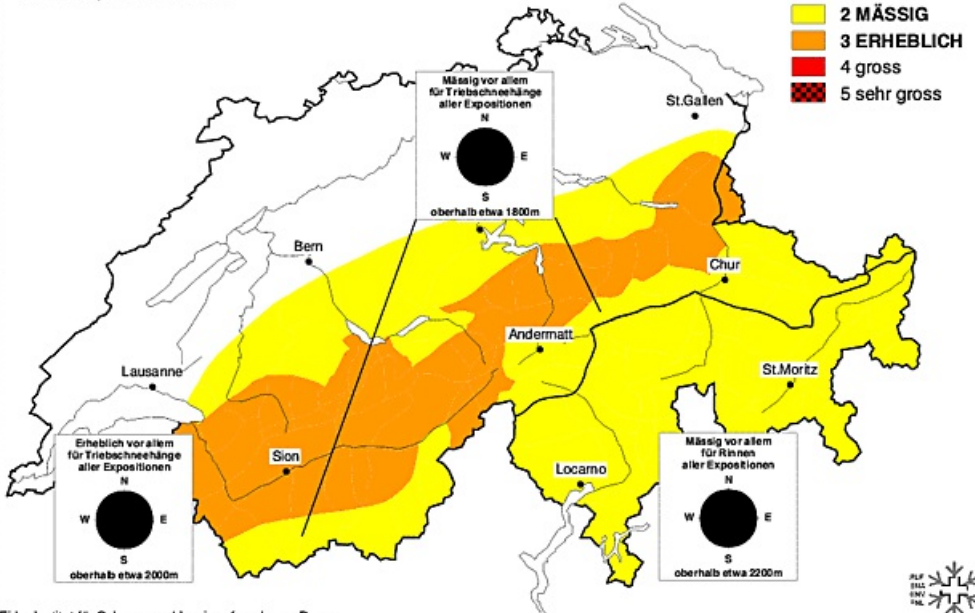 2 MÄSSIG
3 ERHEBLICH
4 gross
5 sehr gross
Mässig vor allem
für Triebschneehänge
aller Expositionen
N
W E
S
oberhalb etwa 1800m
St.Gallen
Bern
Chur
Andermatt
St.Moritz
Lausanne
Sion
Locarno
Erheblich vor allem
für Triebschneehänge
aller Expositionen
N
W E
S
oberhalb etwa 2000m
Mässig vor allem
für Rinnen
aller Expositionen
N
W E
S
oberhalb etwa 2200m